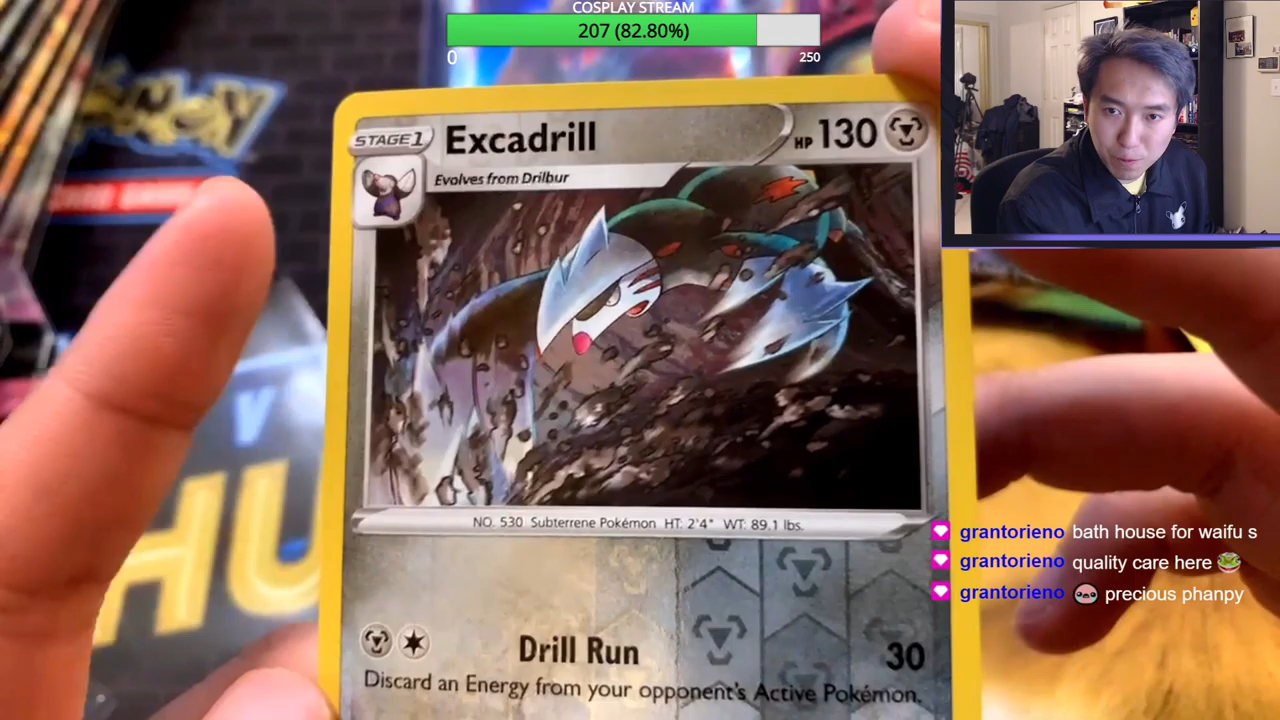 COSPLAY STREAM
207 (82.80%)
0
250
STAGE 1
Excadrill
HP 130
Evolves from Drilbur
NO. 530 Subterrene Pokémon HT: 2'4" WT: 89.1 lbs.
grantorieno bath house for waifu s
grantorieno quality care here 🐸
grantorieno precious phanpy
Drill Run
30
Discard an Energy from your opponent's Active Pokémon.
V
HU